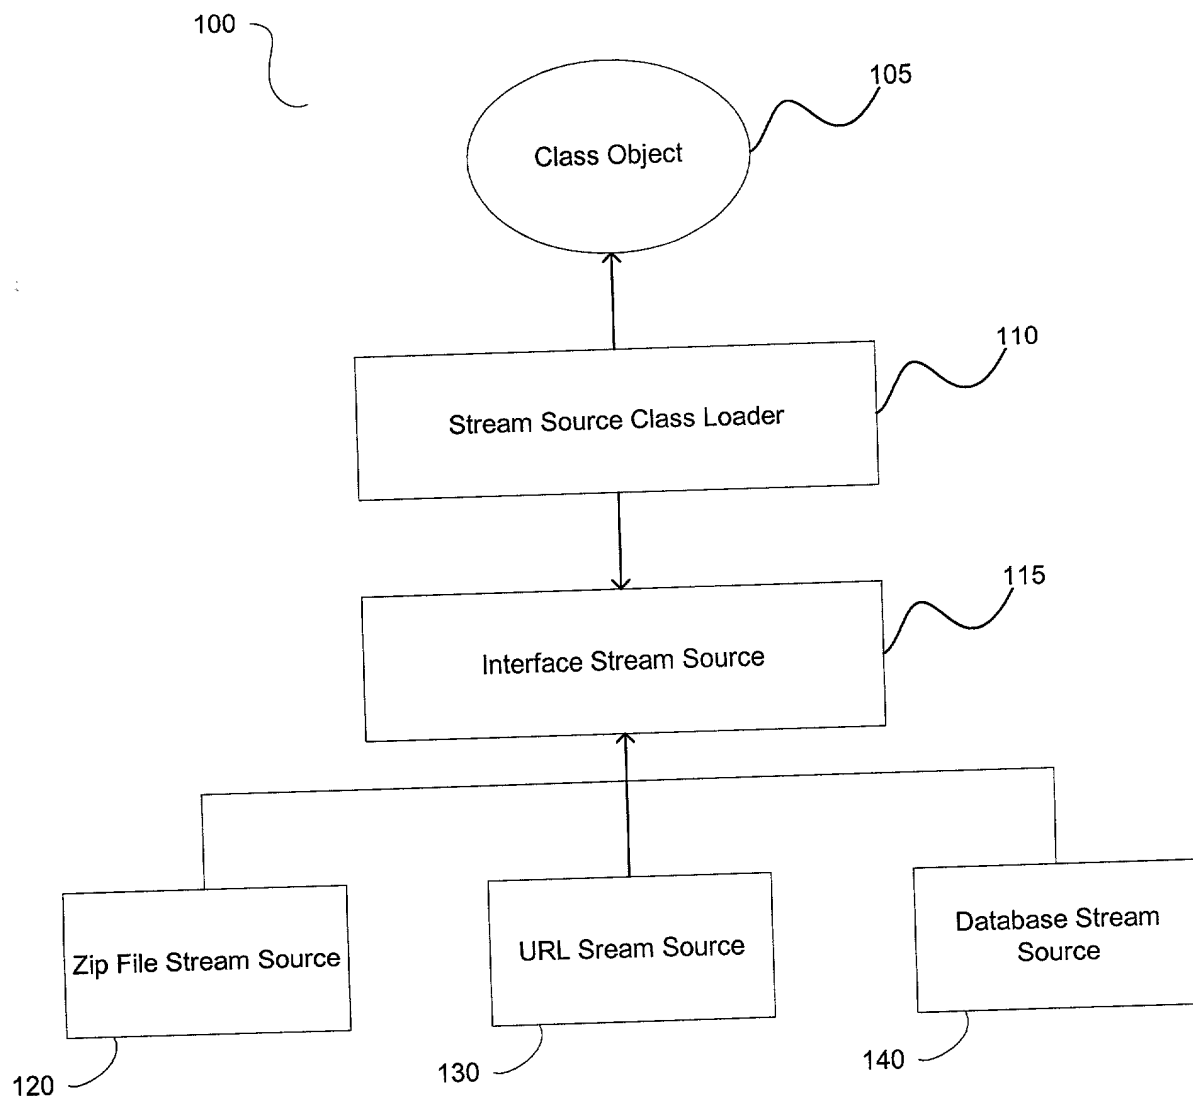 100
105
Class Object
110
Stream Source Class Loader
115
Interface Stream Source
Zip File Stream Source
URL Sream Source
Database Stream
Source
120
130
140